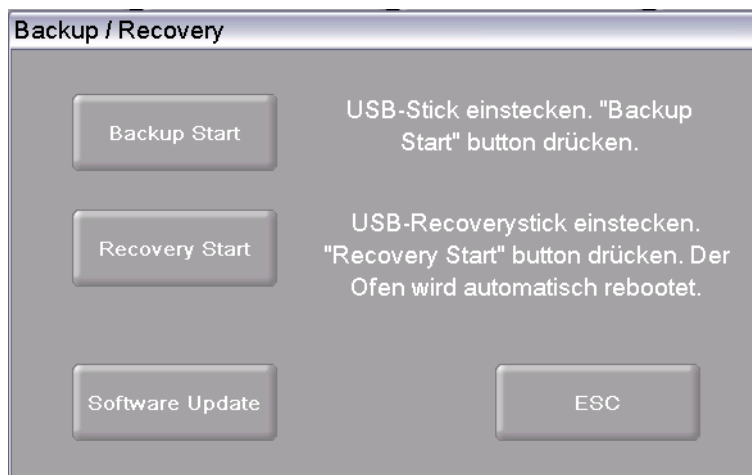 Backup / Recovery
Backup Start
USB-Stick einstecken. "Backup
Start" button drücken.
Recovery Start
USB-Recoverystick einstecken.
"Recovery Start" button drücken. Der
Ofen wird automatisch rebootet.
Software Update
ESC